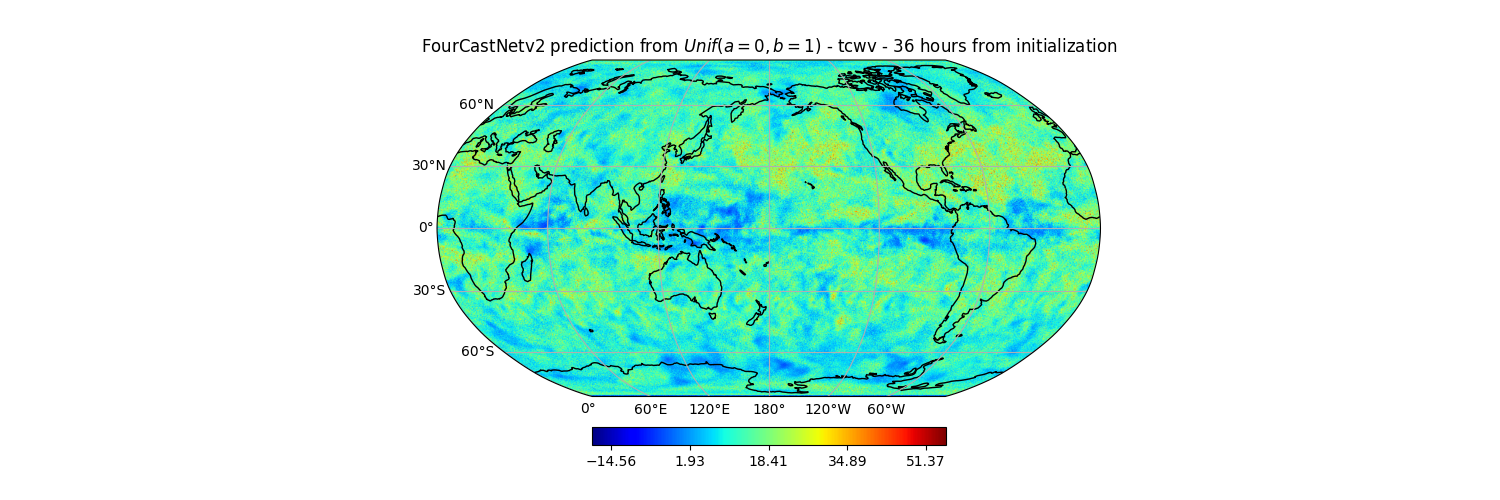 FourCastNetv2 prediction from Unif(a = 0, b = 1) - tcwv - 36 hours from initialization
60°N
30°N
0°
30°S
60°S
0° 60°E 120°E 180° 120°W 60°W
−14.56 1.93 18.41 34.89 51.37